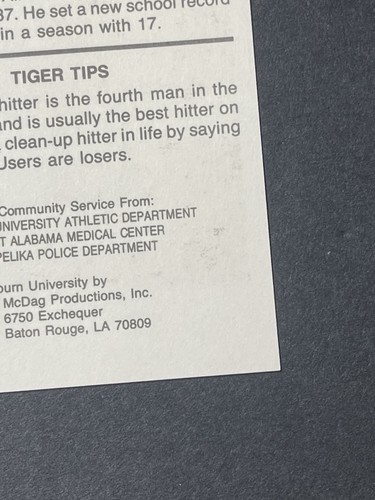 37. He set a new school record
in a season with 17.
TIGER TIPS
hitter is the fourth man in the
and is usually the best hitter on
clean-up hitter in life by saying
Users are losers.
Community Service From:
UNIVERSITY ATHLETIC DEPARTMENT
T ALABAMA MEDICAL CENTER
PELIKA POLICE DEPARTMENT
burn University by
McDag Productions, Inc.
6750 Exchequer
Baton Rouge, LA 70809